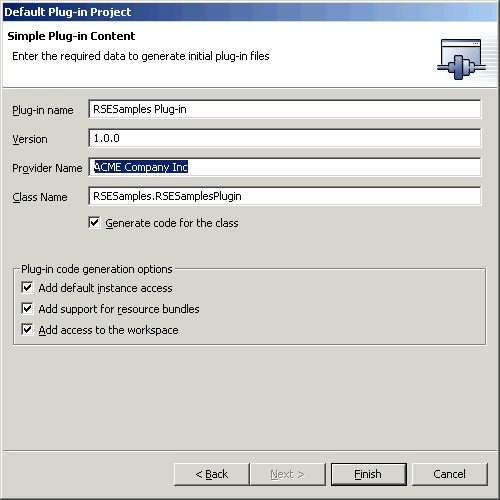 Default Plug-in Project
Simple Plug-in Content
Enter the required data to generate initial plug-in files
Plug-in name RSESamples Plug-in
Version 1.0.0
Provider Name ACME Company Inc
Class Name RSESamples.RSESamplesPlugin
Generate code for the class
Plug-in code generation options
Add default instance access
Add support for resource bundles
Add access to the workspace
< Back Next > Finish Cancel